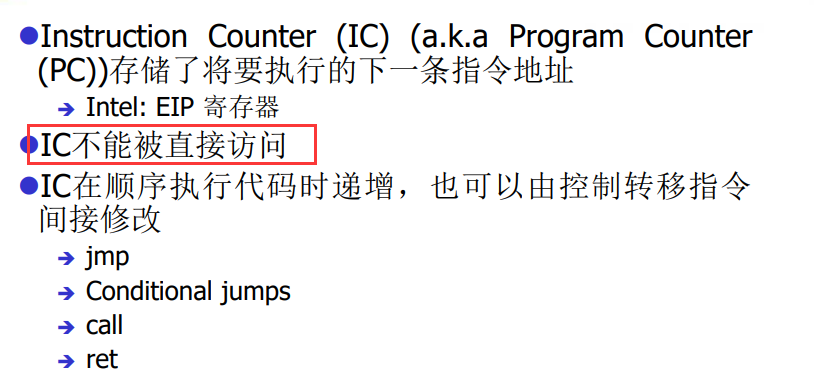 Instruction Counter (IC) (a.k.a Program Counter
(PC))存储了将要执行的下一条指令地址
Intel: EIP 寄存器
IC不能被直接访问
IC在顺序执行代码时递增，也可以由控制转移指令
间接修改
jmp
Conditional jumps
call
ret